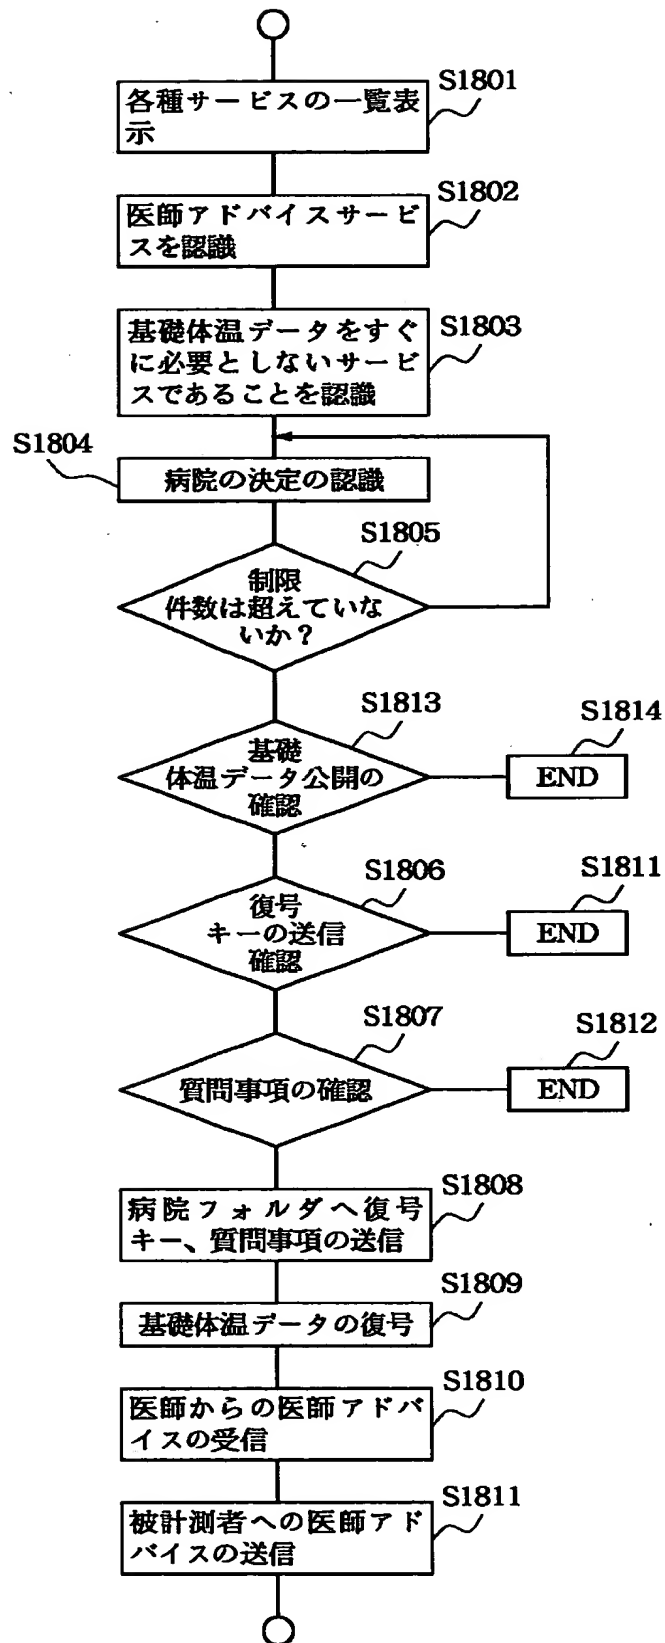 S1801
各種サービスの一覧表
示
S1802
医師アドバイスサービ
スを認識
S1803
基礎体温データをすぐ
に必要としないサービ
スであることを認識
S1804
病院の決定の認識
S1805
制限
件数は超えていな
いか？
S1813
基礎
体温データ公開の
確認
S1814
END
S1806
復号
キーの送信
確認
S1811
END
S1807
質問事項の確認
S1812
END
S1808
病院フォルダへ復号
キー、質問事項の送信
S1809
基礎体温データの復号
S1810
医師からの医師アドバ
イスの受信
S1811
被計測者への医師アド
バイスの送信